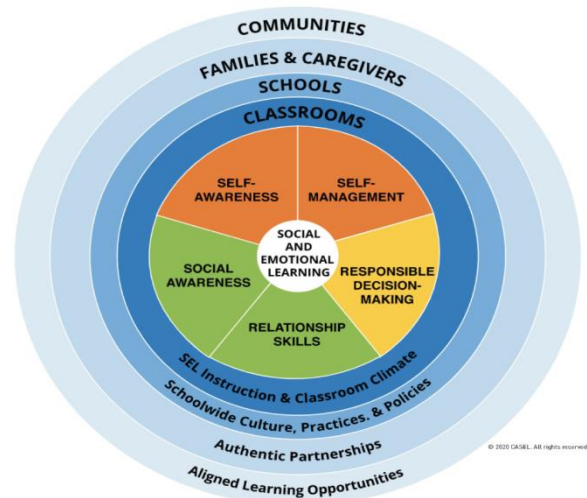 COMMUNITIES
FAMILIES & CAREGIVERS
SCHOOLS
CLASSROOMS
SELF-
AWARENESS
SELF-
MANAGEMENT
SOCIAL
AND
EMOTIONAL
LEARNING
SOCIAL
AWARENESS
RESPONSIBLE
DECISION-
MAKING
RELATIONSHIP
SKILLS
SEL Instruction & Classroom Climate
Schoolwide Culture, Practices. & Policies
Authentic Partnerships
Aligned Learning Opportunities
© 2020 CASEL. All rights reserved